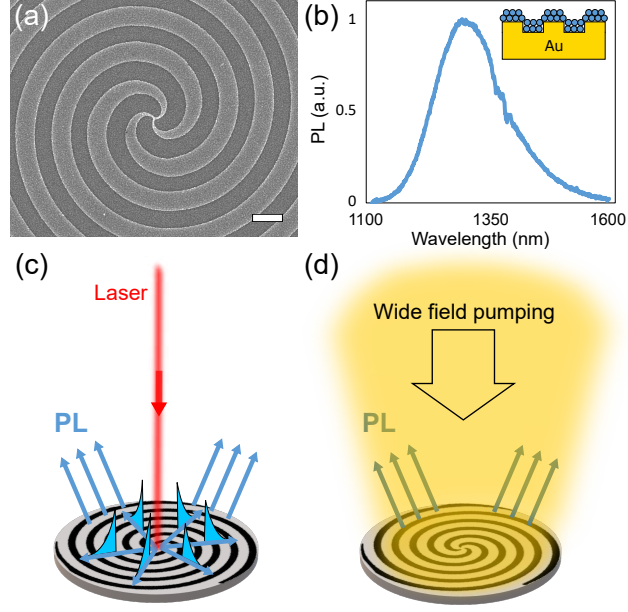 (a)
(b)
1
0.5
0
PL (a.u.)
Au
1100
1350
1600
Wavelength (nm)
(c)
Laser
PL
(d)
Wide field pumping
PL